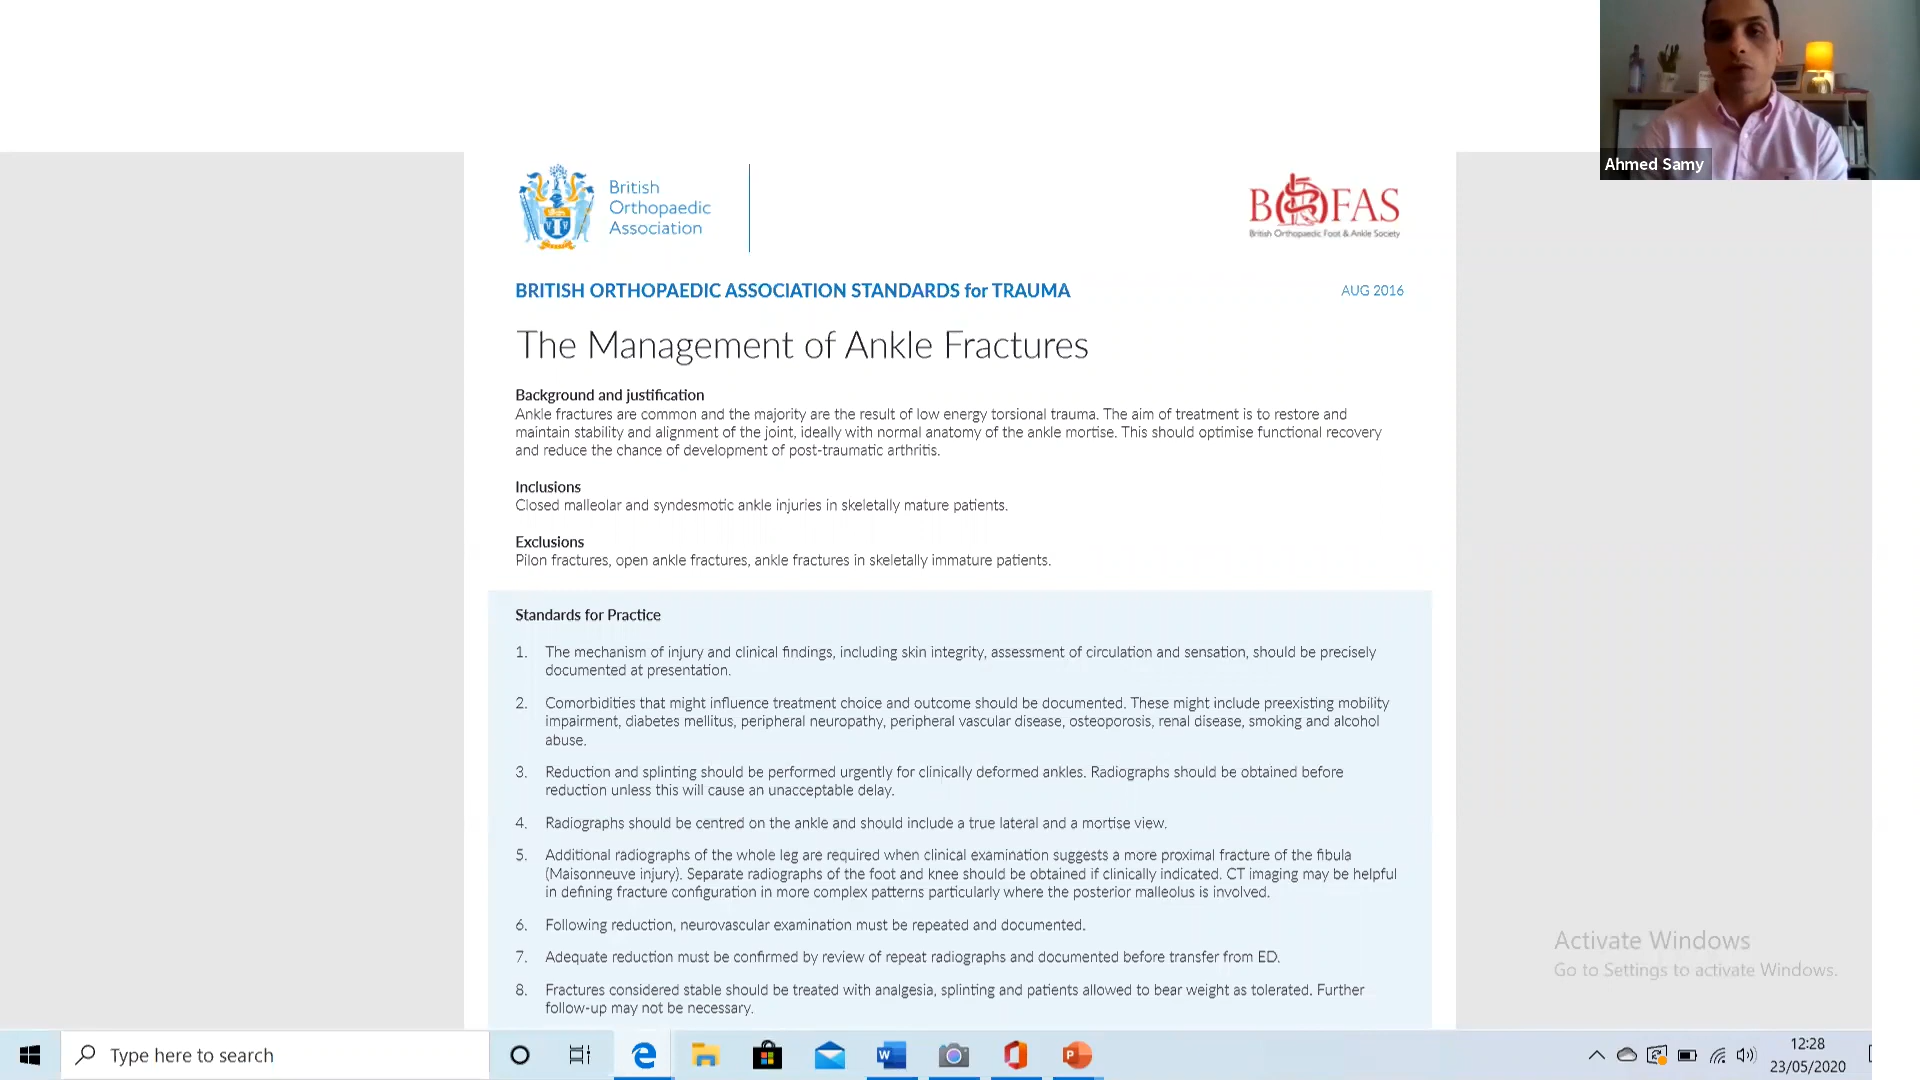 Ahmed Samy
British
Orthopaedic
Association
BOFAS
British Orthopaedic Foot & Ankle Society
BRITISH ORTHOPAEDIC ASSOCIATION STANDARDS for TRAUMA
AUG 2016
The Management of Ankle Fractures
Background and justification
Ankle fractures are common and the majority are the result of low energy torsional trauma. The aim of treatment is to restore and
maintain stability and alignment of the joint, ideally with normal anatomy of the ankle mortise. This should optimise functional recovery
and reduce the chance of development of post-traumatic arthritis.
Inclusions
Closed malleolar and syndesmotic ankle injuries in skeletally mature patients.
Exclusions
Pilon fractures, open ankle fractures, ankle fractures in skeletally immature patients.
Standards for Practice
1. The mechanism of injury and clinical findings, including skin integrity, assessment of circulation and sensation, should be precisely
documented at presentation.
2. Comorbidities that might influence treatment choice and outcome should be documented. These might include preexisting mobility
impairment, diabetes mellitus, peripheral neuropathy, peripheral vascular disease, osteoporosis, renal disease, smoking and alcohol
abuse.
3. Reduction and splinting should be performed urgently for clinically deformed ankles. Radiographs should be obtained before
reduction unless this will cause an unacceptable delay.
4. Radiographs should be centred on the ankle and should include a true lateral and a mortise view.
5. Additional radiographs of the whole leg are required when clinical examination suggests a more proximal fracture of the fibula
(Maisonneuve injury). Separate radiographs of the foot and knee should be obtained if clinically indicated. CT imaging may be helpful
in defining fracture configuration in more complex patterns particularly where the posterior malleolus is involved.
6. Following reduction, neurovascular examination must be repeated and documented.
7. Adequate reduction must be confirmed by review of repeat radiographs and documented before transfer from ED.
8. Fractures considered stable should be treated with analgesia, splinting and patients allowed to bear weight as tolerated. Further
follow-up may not be necessary.
Activate Windows
Go to Settings to activate Windows.
Type here to search
12:28
23/05/2020